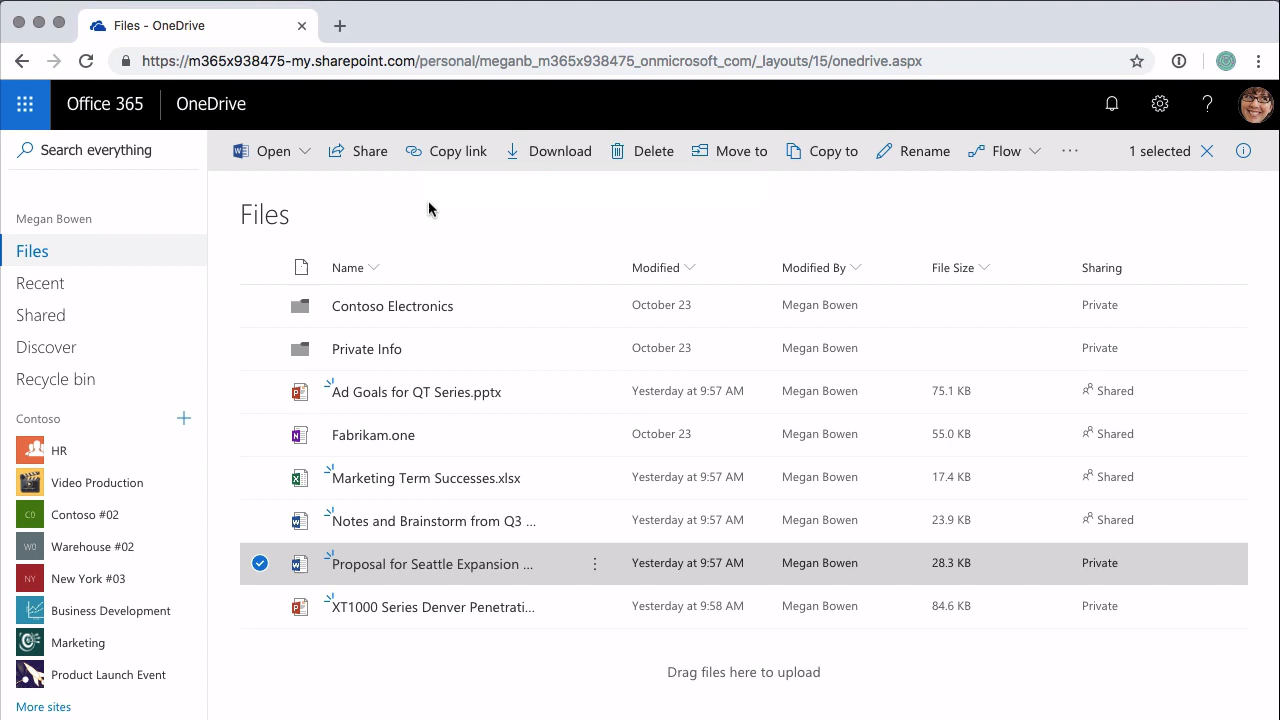 Files - OneDrive
https://m365x938475-my.sharepoint.com/personal/meganb_m365x938475_onmicrosoft_com/_layouts/15/onedrive.aspx
Office 365 OneDrive
Search everything
Open Share Copy link Download Delete Move to Copy to Rename Flow 1 selected
Megan Bowen
Files
Recent
Shared
Discover
Recycle bin
Contoso
HR
Video Production
C0 Contoso #02
W0 Warehouse #02
NY New York #03
Business Development
Marketing
Product Launch Event
More sites
Files
Name Modified Modified By File Size Sharing
Contoso Electronics October 23 Megan Bowen Private
Private Info October 23 Megan Bowen Private
Ad Goals for QT Series.pptx Yesterday at 9:57 AM Megan Bowen 75.1 KB Shared
Fabrikam.one October 23 Megan Bowen 55.0 KB Shared
Marketing Term Successes.xlsx Yesterday at 9:57 AM Megan Bowen 17.4 KB Shared
Notes and Brainstorm from Q3 ... Yesterday at 9:57 AM Megan Bowen 23.9 KB Shared
Proposal for Seattle Expansion ... Yesterday at 9:57 AM Megan Bowen 28.3 KB Private
XT1000 Series Denver Penetrati... Yesterday at 9:58 AM Megan Bowen 84.6 KB Private
Drag files here to upload